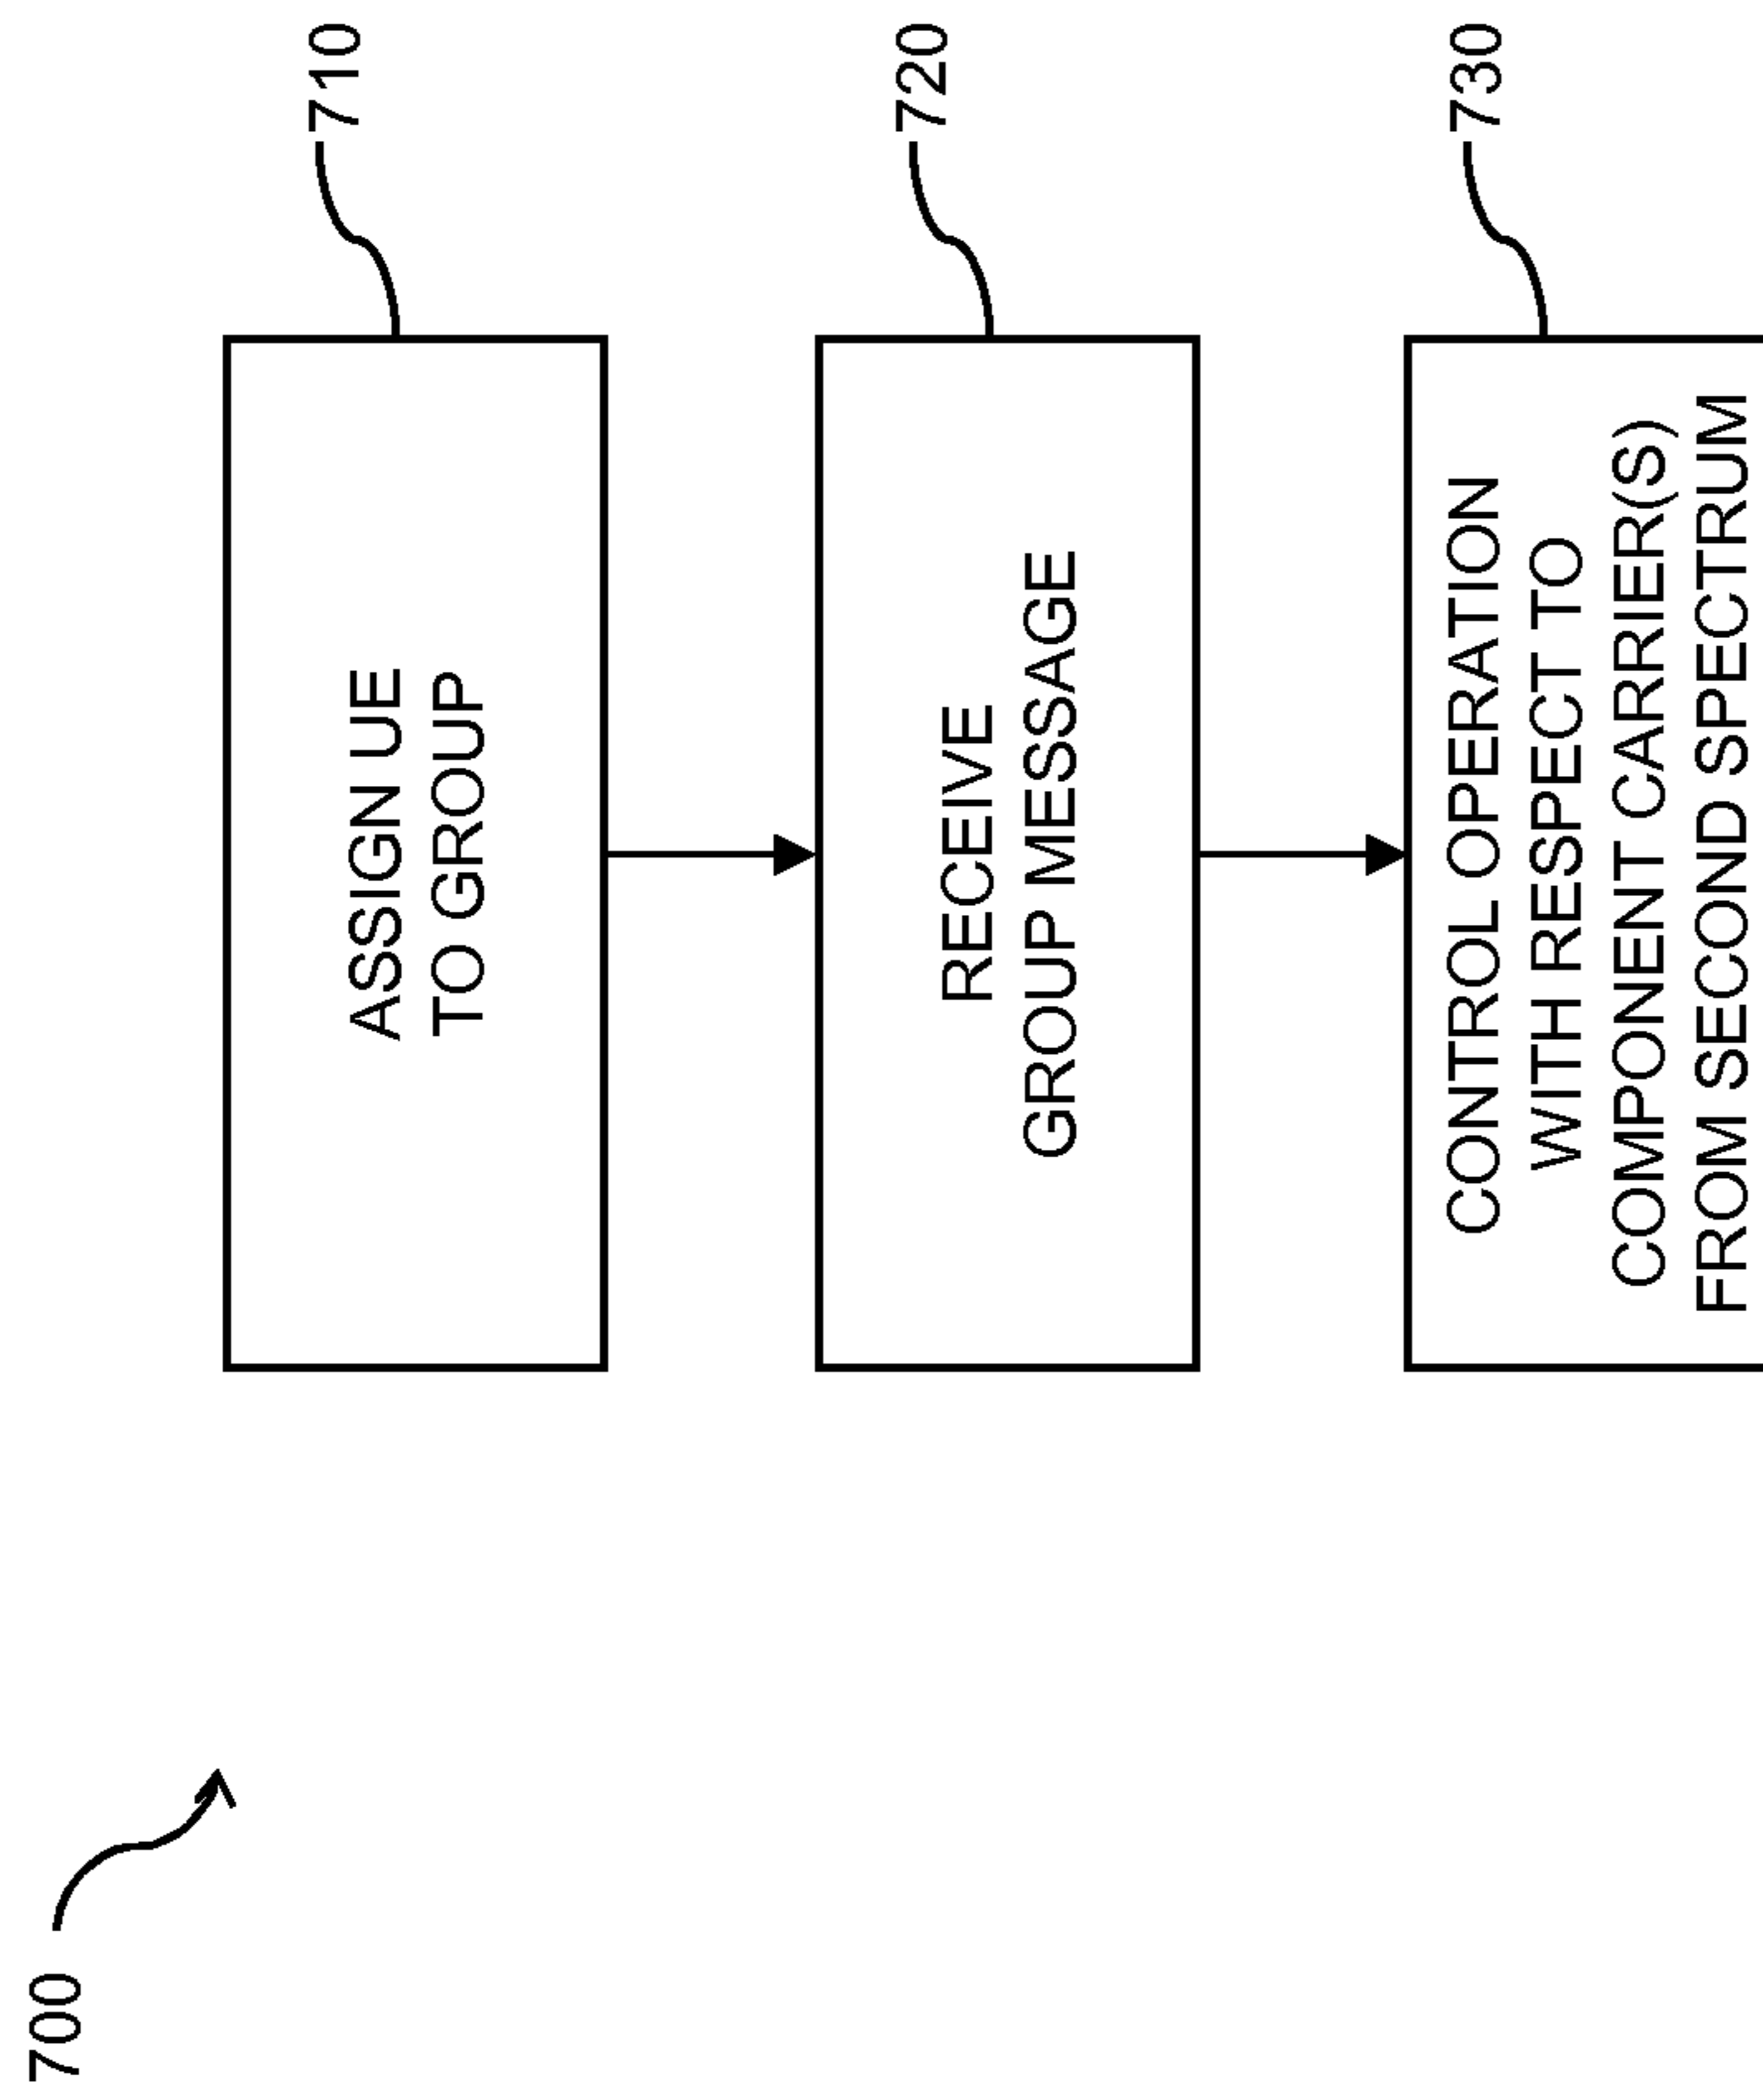 700
710
ASSIGN UE
TO GROUP
720
RECEIVE
GROUP MESSAGE
730
CONTROL OPERATION
WITH RESPECT TO
COMPONENT CARRIER(S)
FROM SECOND SPECTRUM